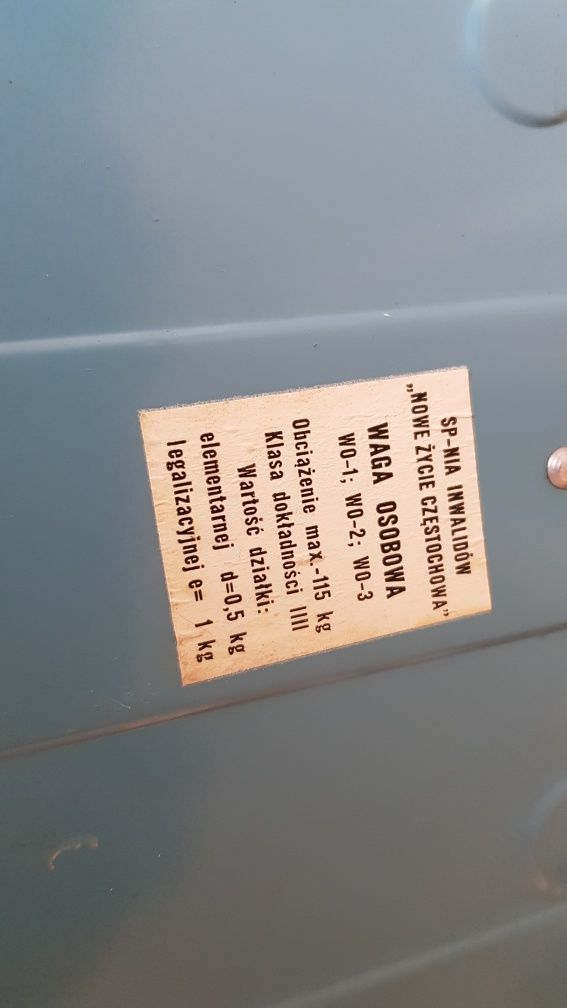 SP-NIA INWALIDÓW
„NOWE ŻYCIE CZĘSTOCHOWA”
WAGA OSOBOWA
WO-1; WO-2; WO-3
Obciążenie max.-115 kg
Klasa dokładności IIII
Wartość działki:
elementarnej d=0,5 kg
legalizacyjnej e= 1 kg